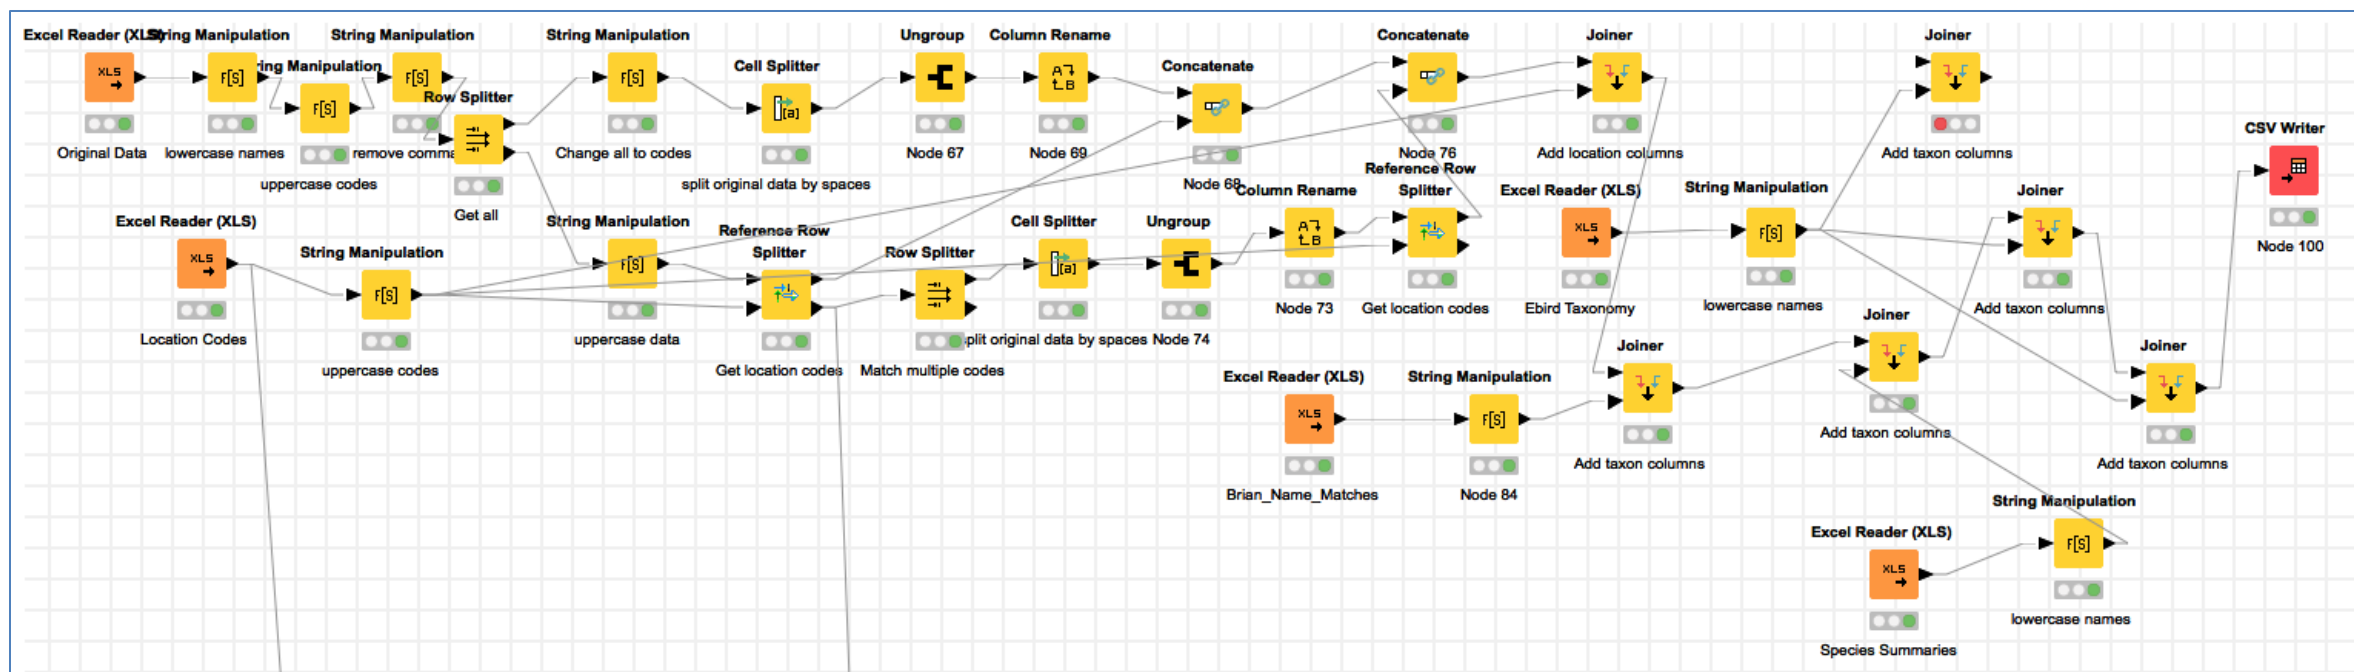 Excel Reader (XLS)
String Manipulation
String Manipulation
String Manipulation
Ungroup
Column Rename
Concatenate
Joiner
Joiner
String Manipulation
Cell Splitter
Concatenate
Row Splitter
CSV Writer
Original Data
lowercase names
remove comma
Change all to codes
Node 67
Node 69
Node 76
Add location columns
Add taxon columns
uppercase codes
split original data by spaces
Node 68
Reference Row
Splitter
Column Rename
Excel Reader (XLS)
String Manipulation
Joiner
Get all
Excel Reader (XLS)
String Manipulation
Cell Splitter
Ungroup
Reference Row
Splitter
String Manipulation
Row Splitter
Node 100
Location Codes
uppercase data
split original data by spaces
Node 74
Node 73
Get location codes
Ebird Taxonomy
lowercase names
Add taxon columns
uppercase codes
Get location codes
Match multiple codes
Joiner
Joiner
Joiner
Excel Reader (XLS)
String Manipulation
Add taxon columns
Add taxon columns
Add taxon columns
Brian_Name_Matches
Node 84
String Manipulation
Excel Reader (XLS)
lowercase names
Species Summaries